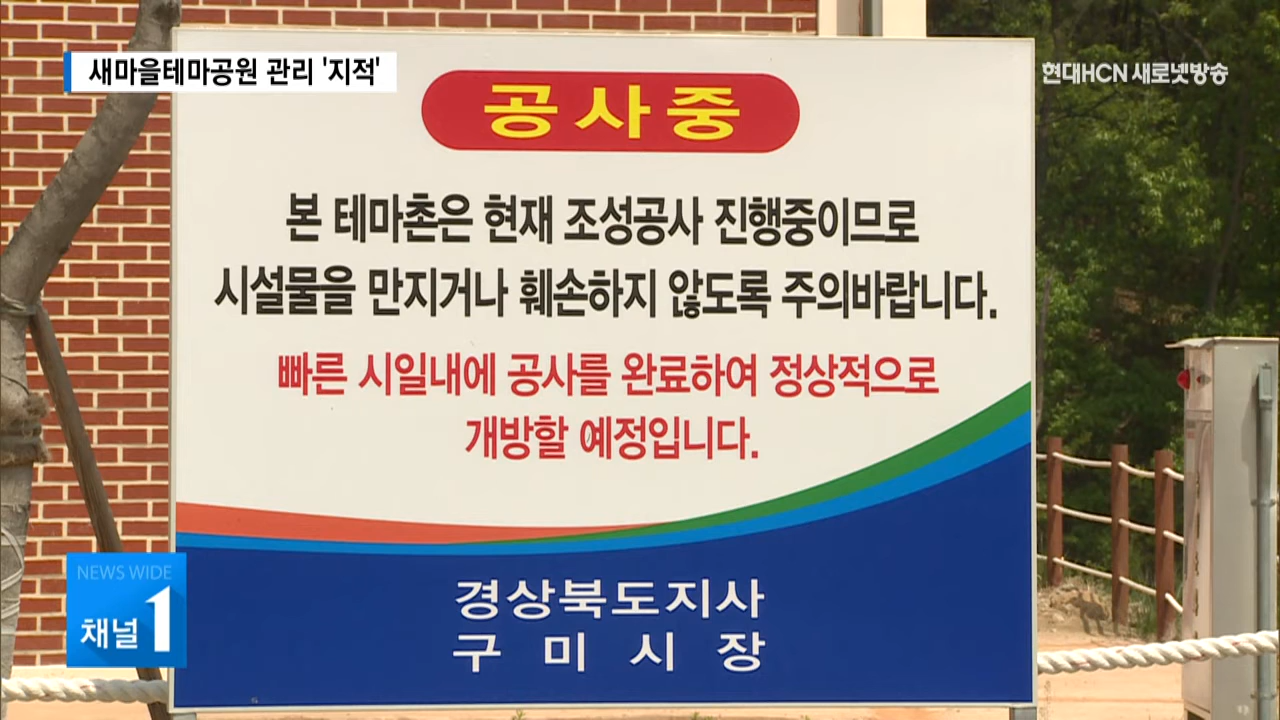 새마을테마공원 관리 '지적'
현대HCN 새로넷방송
공사중
본 테마촌은 현재 조성공사 진행중이므로
시설물을 만지거나 훼손하지 않도록 주의바랍니다.
빠른 시일내에 공사를 완료하여 정상적으로
개방할 예정입니다.
경상북도지사
구 미 시 장
NEWS WIDE
채널 1